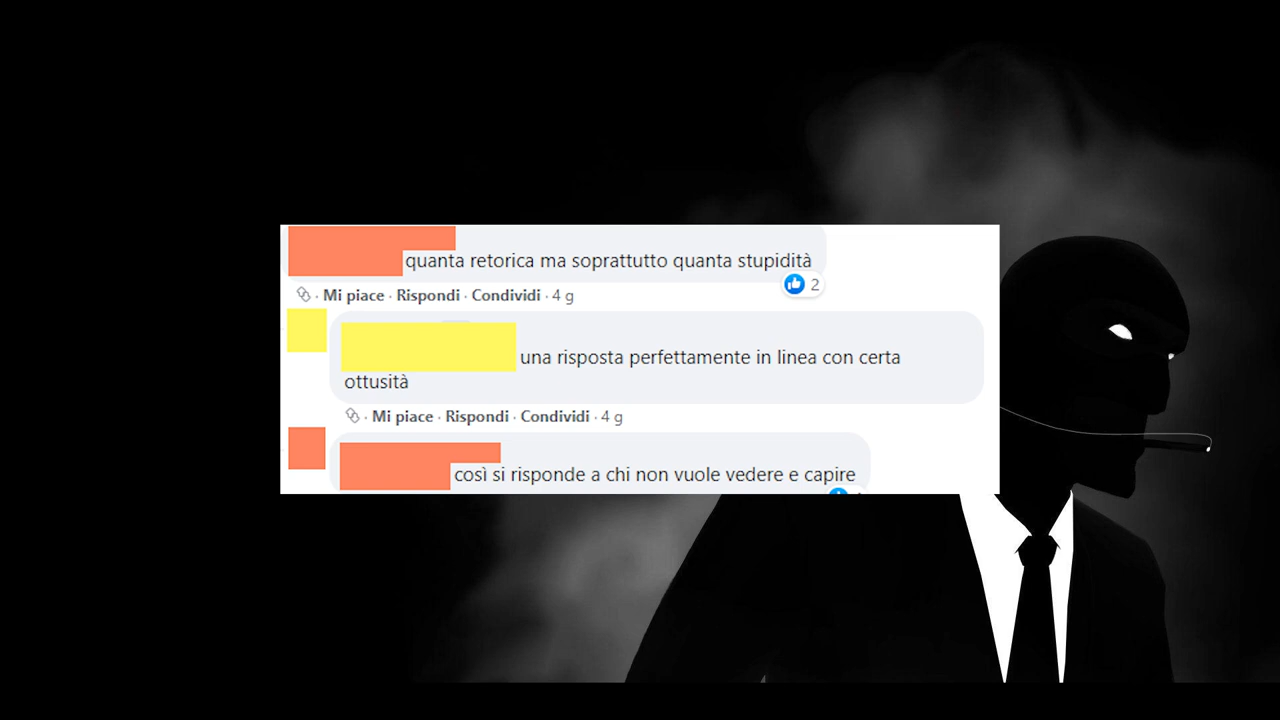 quanta retorica ma soprattutto quanta stupidità
2
· Mi piace · Rispondi · Condividi · 4 g
una risposta perfettamente in linea con certa
ottusità
· Mi piace · Rispondi · Condividi · 4 g
così si risponde a chi non vuole vedere e capire